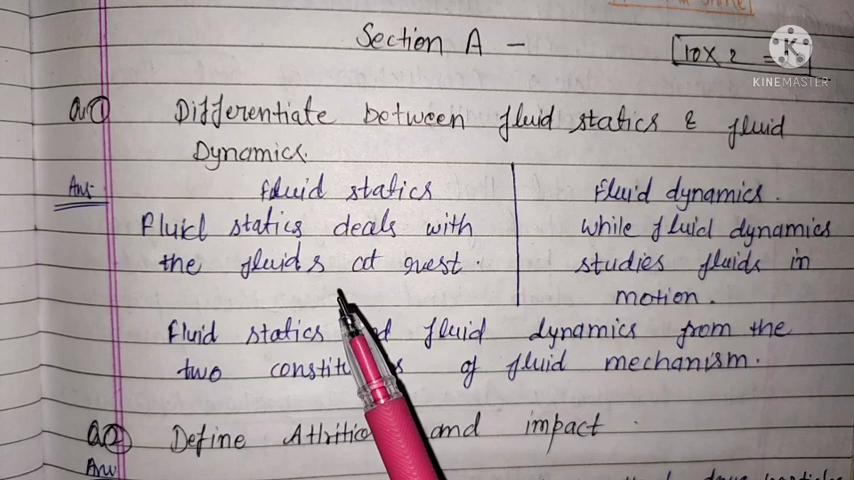 Section A -
10 x 2 =
KINEMASTER
Q1 Differentiate between fluid statics & fluid
Dynamics.
Ans- fluid statics
fluid statics deals with
the fluids at rest.
fluid dynamics.
while fluid dynamics
studies fluids in
motion.
fluid statics fluid dynamics from the
two of fluid mechanism.
Q2 Define and impact
Ans